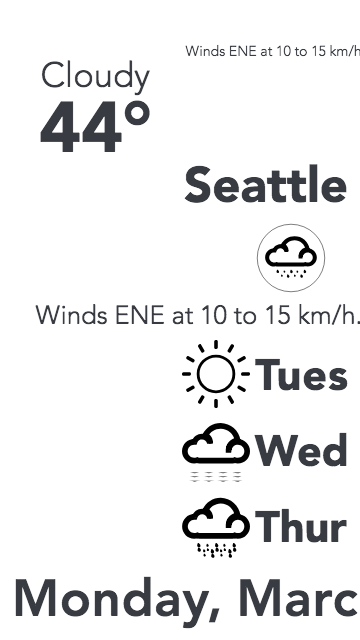 Winds ENE at 10 to 15 km/h
Cloudy
44°
Seattle
Winds ENE at 10 to 15 km/h.
Tues
Wed
Thur
Monday, Marc